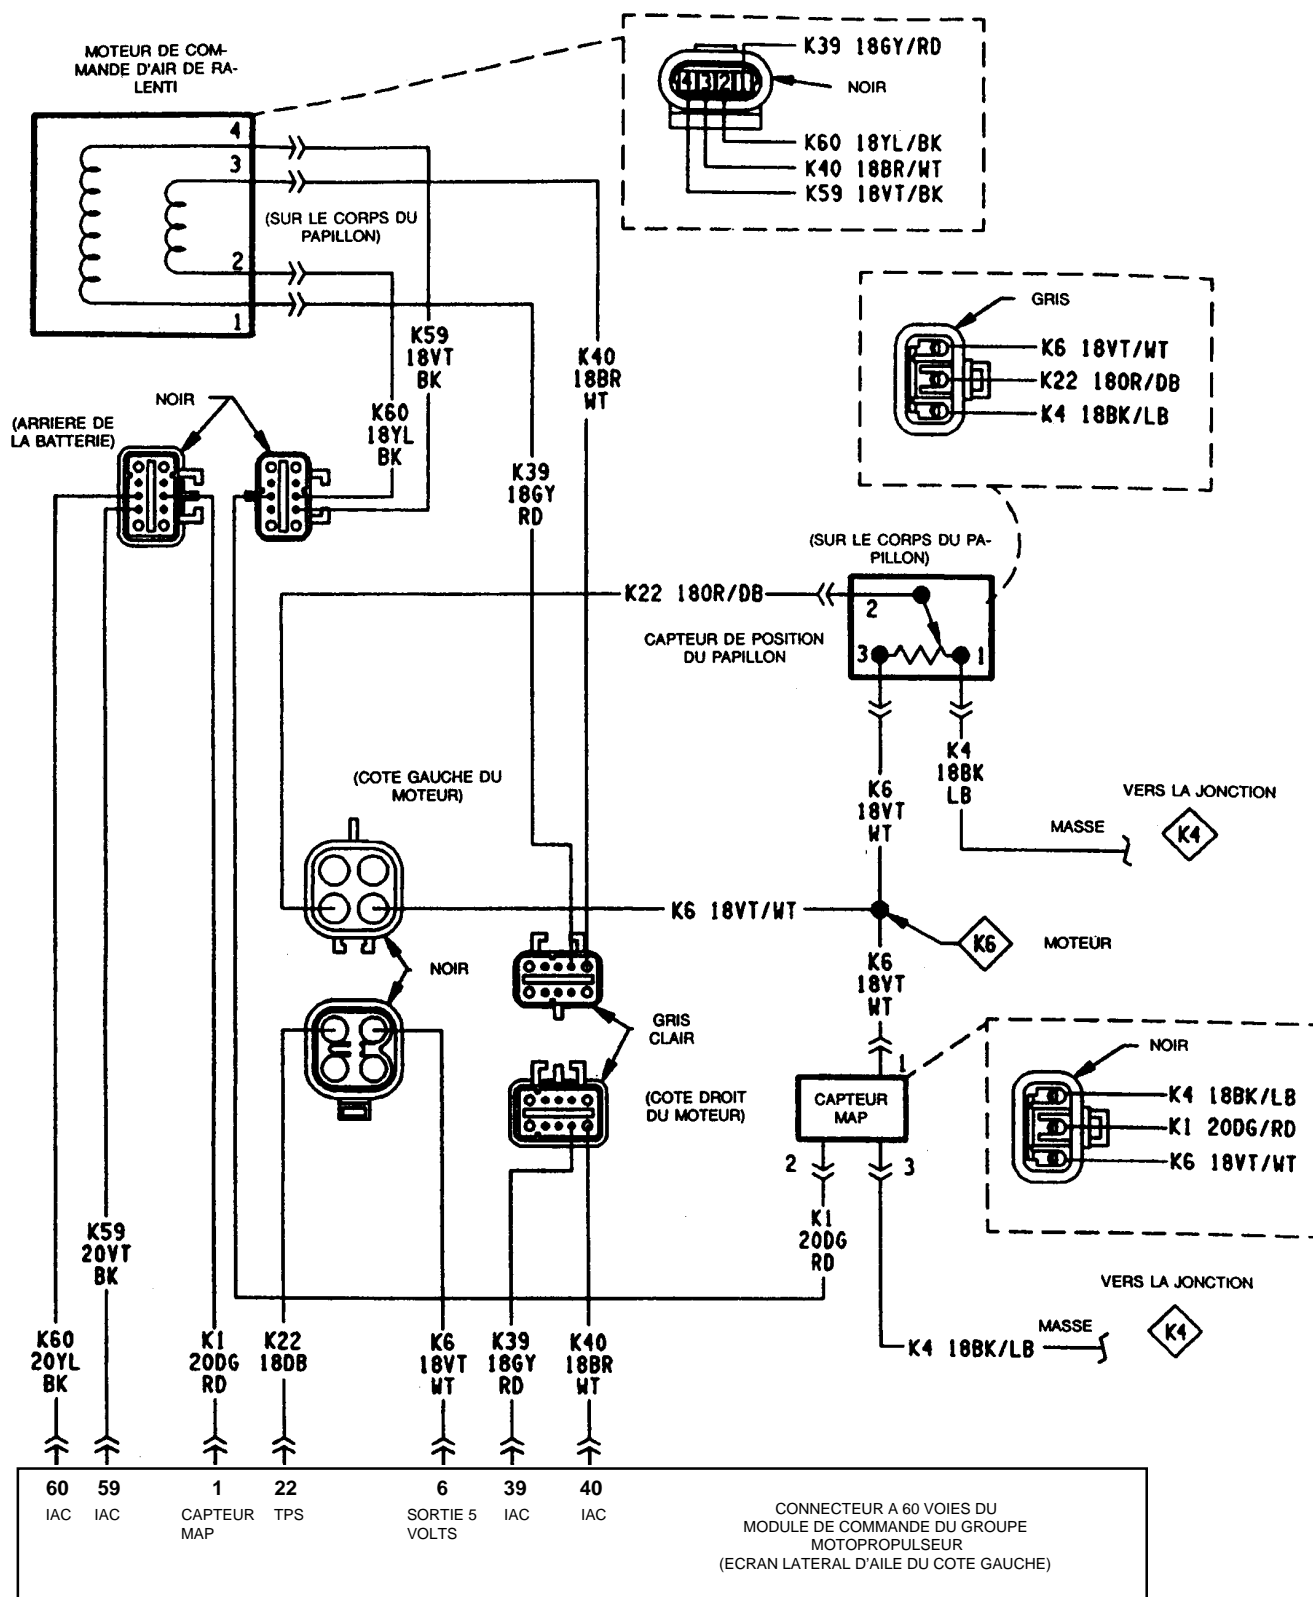 MOTEUR DE COM-
MANDE D'AIR DE RA-
LENTI
4
3
2
1
(SUR LE CORPS DU
PAPILLON)
K39 18GY/RD
4 3 2 1
NOIR
K60 18YL/BK
K40 18BR/WT
K59 18VT/BK
K59
18VT
BK
K40
18BR
WT
K60
18YL
BK
K39
18GY
RD
GRIS
K6 18VT/WT
K22 18OR/DB
K4 18BK/LB
NOIR
(ARRIERE DE
LA BATTERIE)
(SUR LE CORPS DU PA-
PILLON)
K22 18OR/DB
2
3
1
CAPTEUR DE POSITION
DU PAPILLON
K4
18BK
LB
K6
18VT
WT
(COTE GAUCHE DU
MOTEUR)
VERS LA JONCTION
MASSE
K4
K6 18VT/WT
K6
MOTEUR
NOIR
K6
18VT
WT
GRIS
CLAIR
(COTE DROIT
DU MOTEUR)
1
CAPTEUR
MAP
2
3
NOIR
K4 18BK/LB
K1 20DG/RD
K6 18VT/WT
K1
20DG
RD
K59
20VT
BK
VERS LA JONCTION
MASSE
K4
K4 18BK/LB
K60
20YL
BK
K1
20DG
RD
K22
18DB
K6
18VT
WT
K39
18GY
RD
K40
18BR
WT
60 59 1 22 6 39 40
IAC IAC CAPTEUR TPS SORTIE 5 IAC IAC
MAP VOLTS
CONNECTEUR A 60 VOIES DU
MODULE DE COMMANDE DU GROUPE
MOTOPROPULSEUR
(ECRAN LATERAL D'AILE DU COTE GAUCHE)